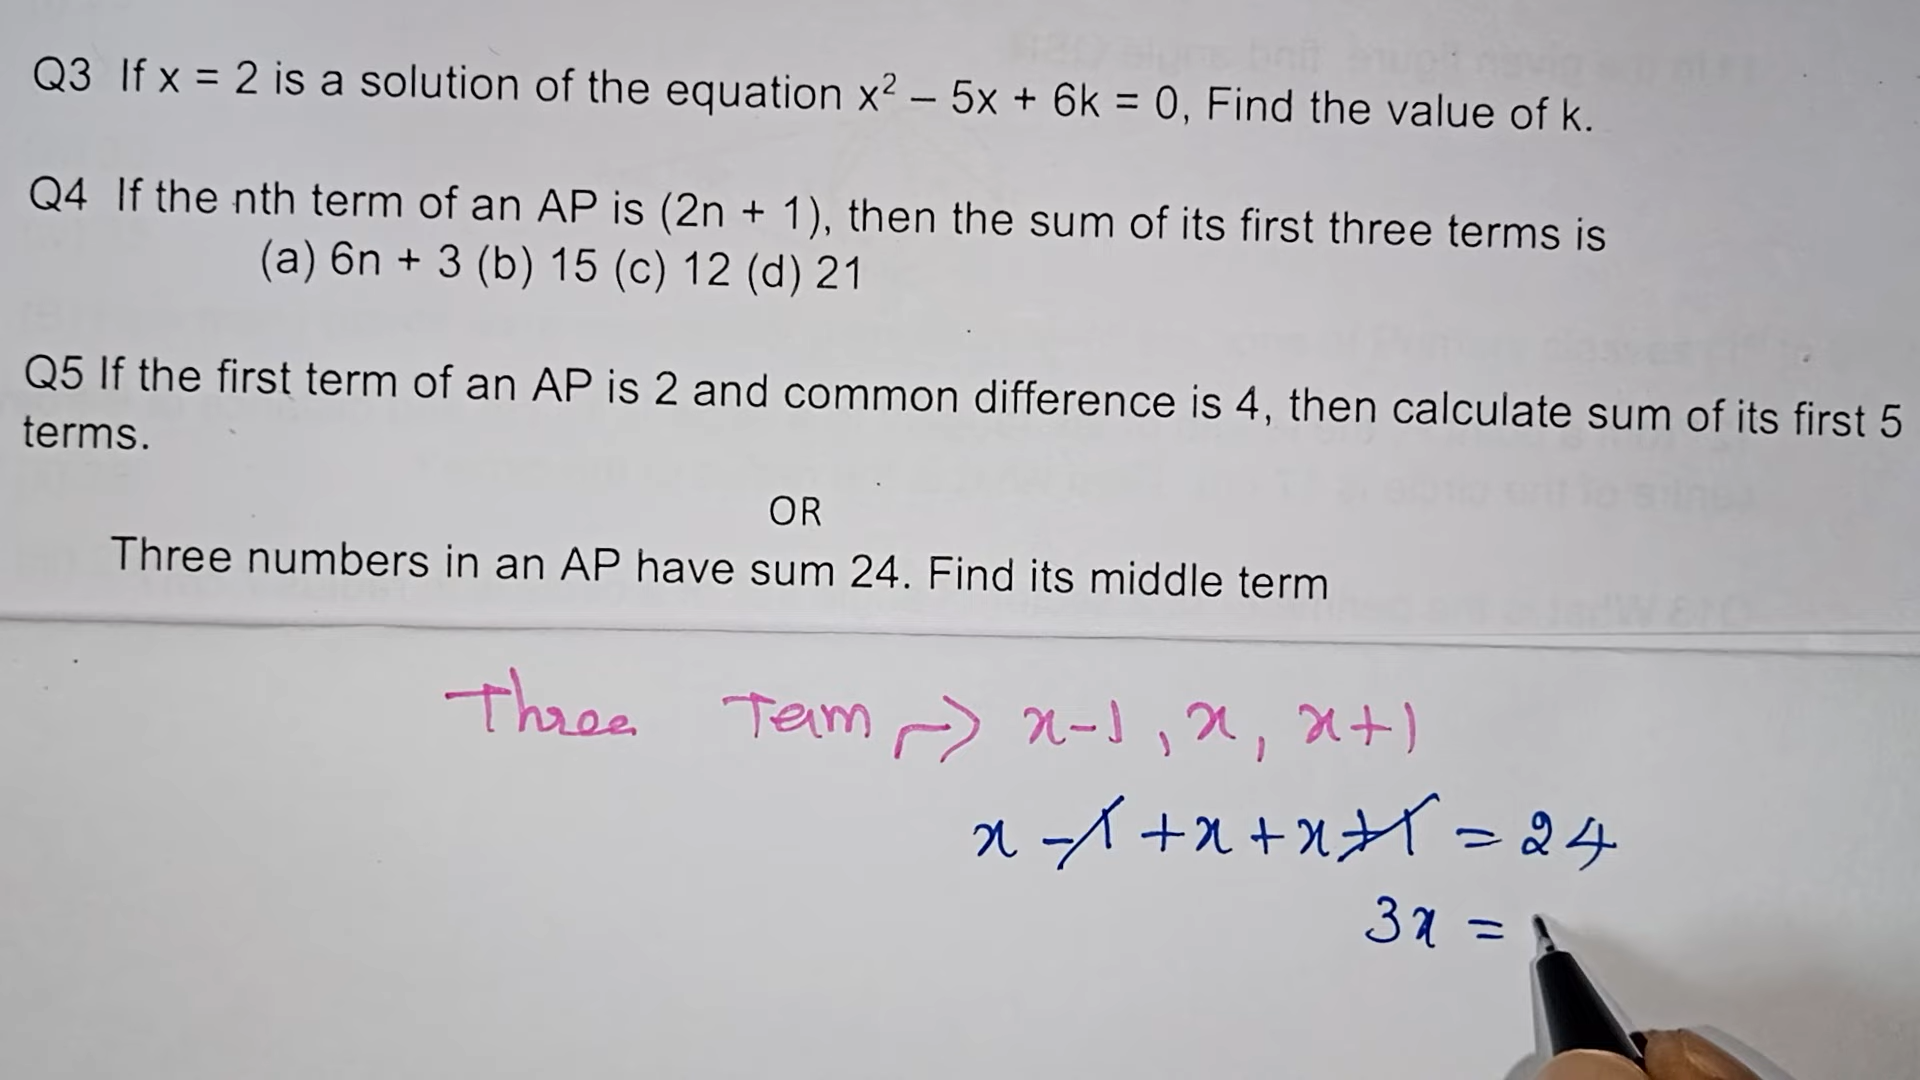 Q3 If x = 2 is a solution of the equation x² – 5x + 6k = 0, Find the value of k.
Q4 If the nth term of an AP is (2n + 1), then the sum of its first three terms is
(a) 6n + 3 (b) 15 (c) 12 (d) 21
Q5 If the first term of an AP is 2 and common difference is 4, then calculate sum of its first 5
terms.
OR
Three numbers in an AP have sum 24. Find its middle term
Three Term → x-1, x, x+1
x - 1 + x + x + 1 = 24
3x =